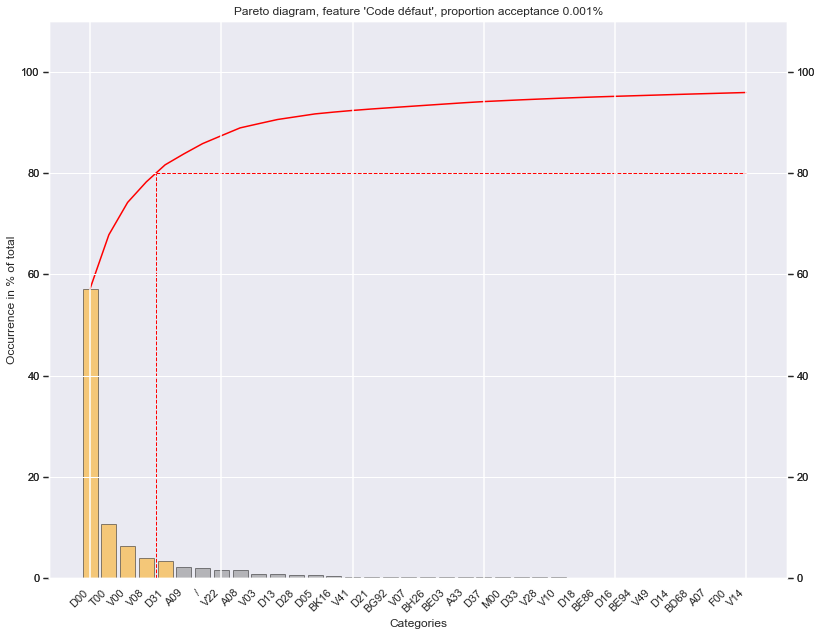 Pareto diagram, feature 'Code défaut', proportion acceptance 0.001%
100
80
60
40
20
0
100
80
60
40
20
0
Occurrence in % of total
D00
T00
V00
V08
D31
A09
/
V22
A08
V03
D13
D28
D05
BK16
V41
D21
BG92
V07
BH26
BE03
A33
D37
M00
D33
V28
V10
D18
BE86
D16
BE94
V49
D14
BD68
A07
F00
V14
Categories